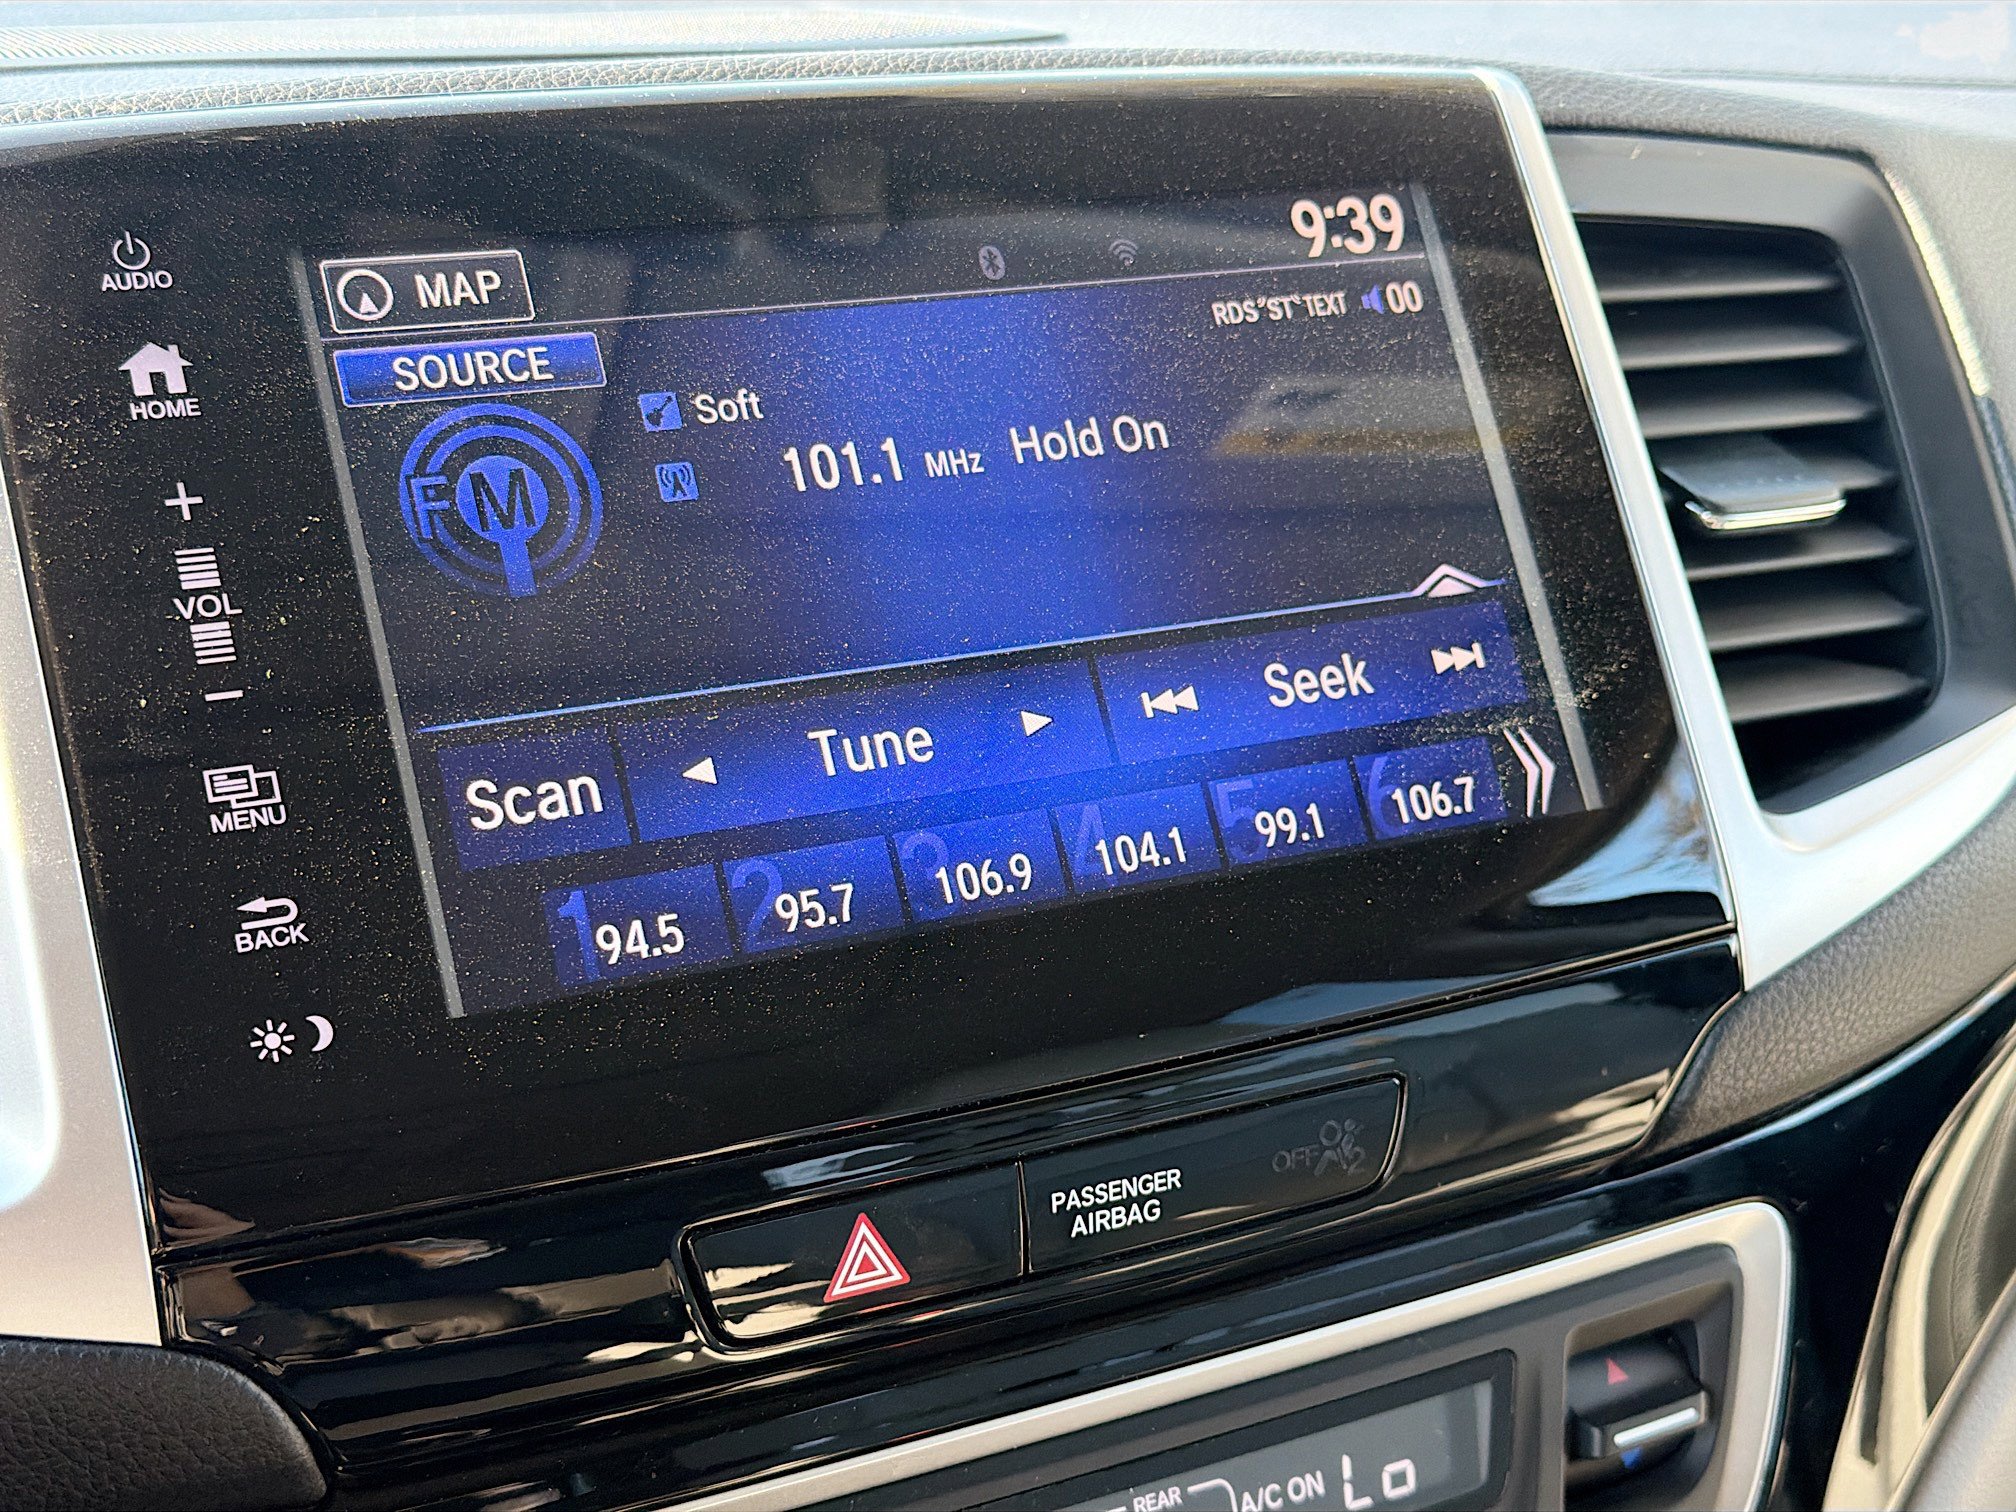 AUDIO
HOME
+
VOL
−
MENU
BACK
MAP
9:39
SOURCE
RDS ST TEXT 00
FM
Soft
101.1 MHz Hold On
Scan
Tune
Seek
1 94.5
2 95.7
3 106.9
4 104.1
5 99.1
6 106.7
PASSENGER
AIRBAG
OFF 2
REAR
A/C ON
Lo